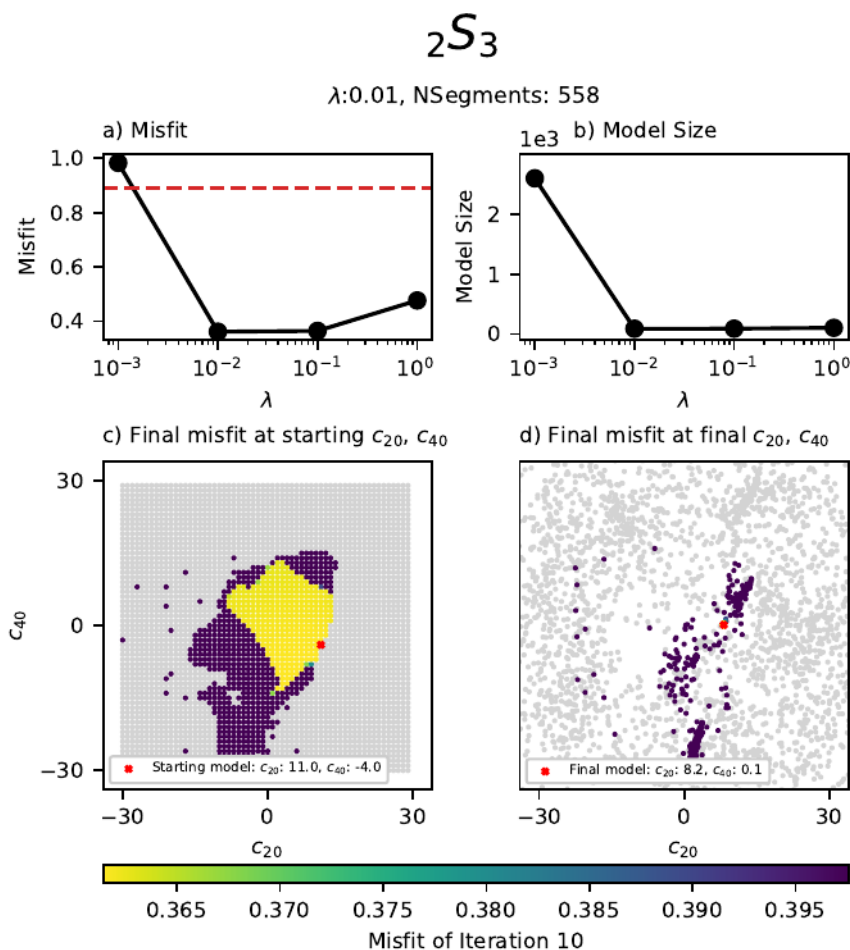 ₂S₃
λ:0.01, NSegments: 558
a) Misfit
b) Model Size
1e3
1.0
0.8
0.6
0.4
Misfit
10⁻³ 10⁻² 10⁻¹ 10⁰
λ
2
1
0
Model Size
10⁻³ 10⁻² 10⁻¹ 10⁰
λ
c) Final misfit at starting c₂₀, c₄₀
30
0
−30
c₄₀
Starting model: c₂₀: 11.0, c₄₀: -4.0
−30 0 30
c₂₀
d) Final misfit at final c₂₀, c₄₀
Final model: c₂₀: 8.2, c₄₀: 0.1
−30 0 30
c₂₀
0.365 0.370 0.375 0.380 0.385 0.390 0.395
Misfit of Iteration 10